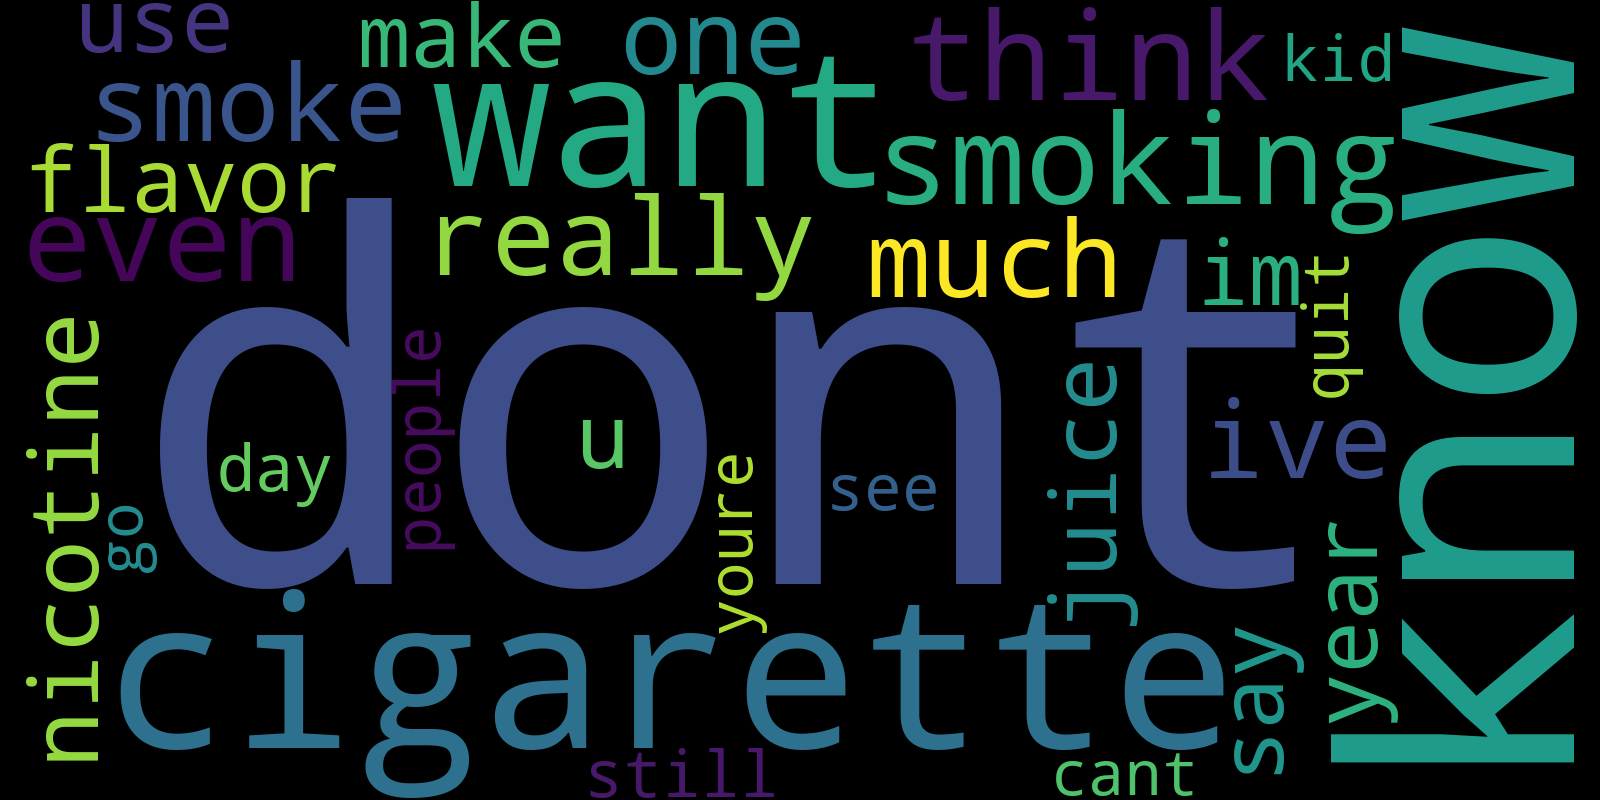 use
make
one
think
kid
smoke
want
smoking
know
flavor
even
really
much
im
quit
dont
nicotine
people
day
u
see
youre
juice
ive
go
cigarette
say
year
still
cant